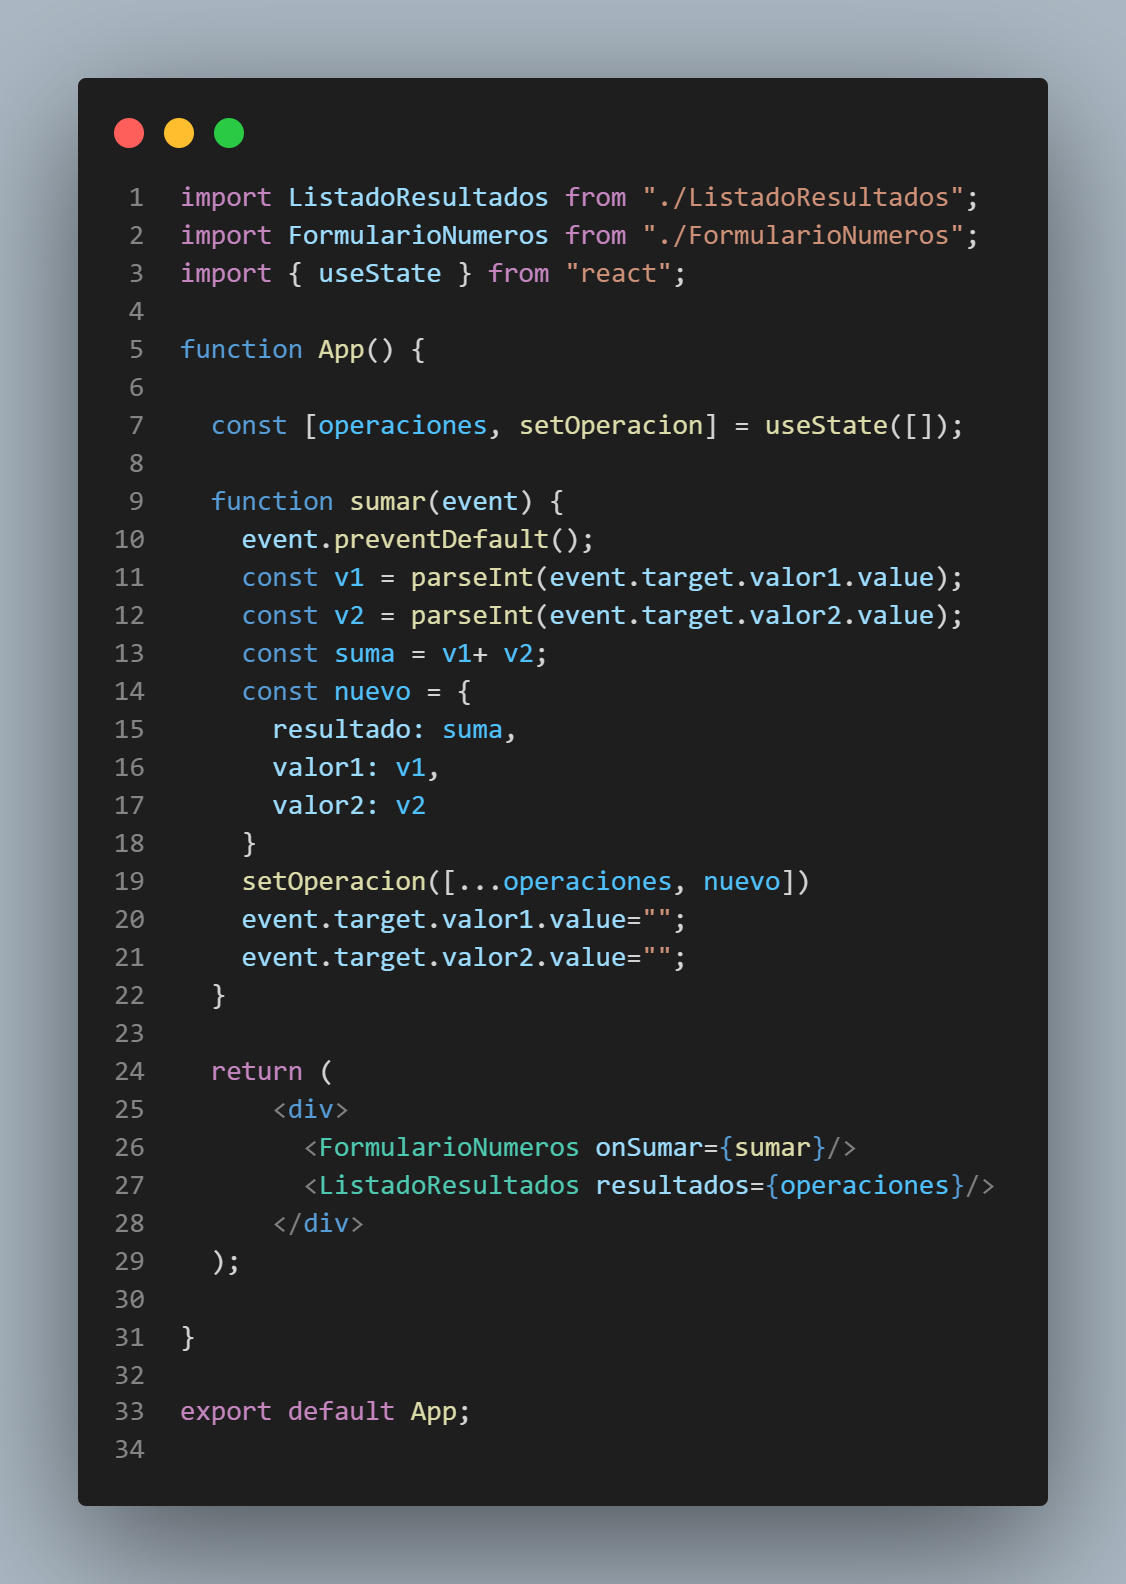 1 import ListadoResultados from "./ListadoResultados";
2 import FormularioNumeros from "./FormularioNumeros";
3 import { useState } from "react";
4
5 function App() {
6
7   const [operaciones, setOperacion] = useState([]);
8
9   function sumar(event) {
10     event.preventDefault();
11     const v1 = parseInt(event.target.valor1.value);
12     const v2 = parseInt(event.target.valor2.value);
13     const suma = v1+ v2;
14     const nuevo = {
15       resultado: suma,
16       valor1: v1,
17       valor2: v2
18     }
19     setOperacion([...operaciones, nuevo])
20     event.target.valor1.value="";
21     event.target.valor2.value="";
22   }
23
24   return (
25       <div>
26         <FormularioNumeros onSumar={sumar}/>
27         <ListadoResultados resultados={operaciones}/>
28       </div>
29   );
30
31 }
32
33 export default App;
34